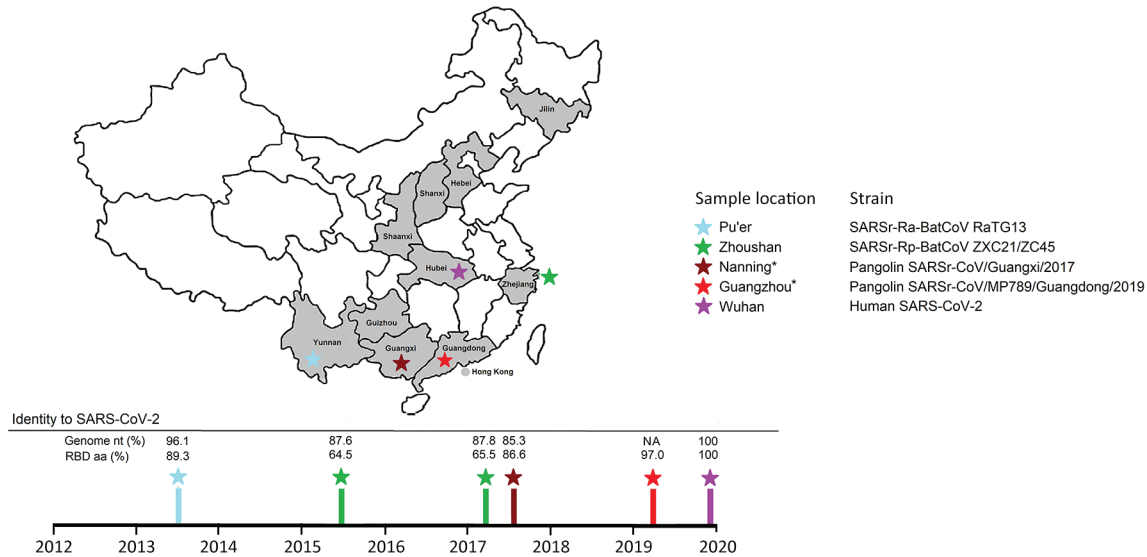 Jilin
Hebei
Shanxi
Shaanxi
Hubei
Zhejiang
Guizhou
Yunnan
Guangxi
Guangdong
Hong Kong
Sample location Strain
Pu'er SARSr-Ra-BatCoV RaTG13
Zhoushan SARSr-Rp-BatCoV ZXC21/ZC45
Nanning* Pangolin SARSr-CoV/Guangxi/2017
Guangzhou* Pangolin SARSr-CoV/MP789/Guangdong/2019
Wuhan Human SARS-CoV-2
Identity to SARS-CoV-2
Genome nt (%) 96.1 87.6 87.8 85.3 NA 100
RBD aa (%) 89.3 64.5 65.5 86.6 97.0 100
2012 2013 2014 2015 2016 2017 2018 2019 2020